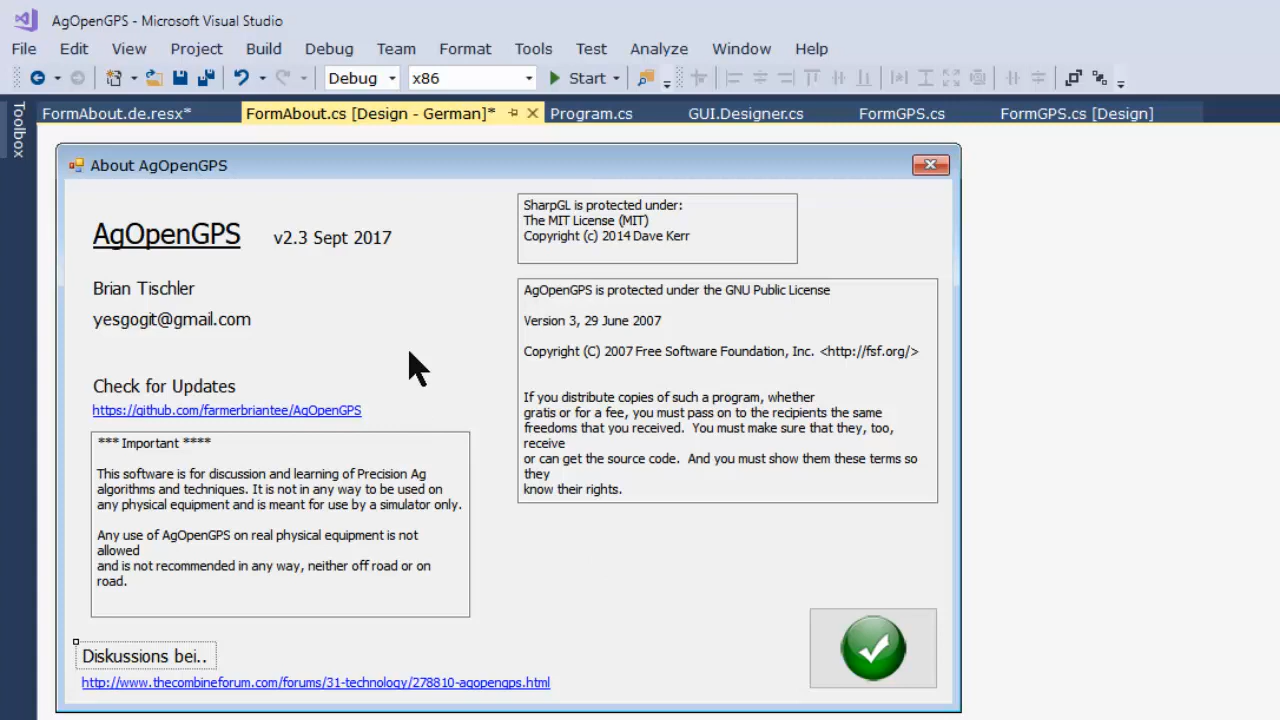 AgOpenGPS - Microsoft Visual Studio
File Edit View Project Build Debug Team Format Tools Test Analyze Window Help
Debug x86 Start
Toolbox
FormAbout.de.resx* FormAbout.cs [Design - German]* Program.cs GUI.Designer.cs FormGPS.cs FormGPS.cs [Design]
About AgOpenGPS
AgOpenGPS v2.3 Sept 2017
Brian Tischler
yesgogit@gmail.com
Check for Updates
https://github.com/farmerbriantee/AgOpenGPS
*** Important ****
This software is for discussion and learning of Precision Ag
algorithms and techniques. It is not in any way to be used on
any physical equipment and is meant for use by a simulator only.
Any use of AgOpenGPS on real physical equipment is not
allowed
and is not recommended in any way, neither off road or on
road.
Diskussions bei..
http://www.thecombineforum.com/forums/31-technology/278810-agopengps.html
SharpGL is protected under:
The MIT License (MIT)
Copyright (c) 2014 Dave Kerr
AgOpenGPS is protected under the GNU Public License
Version 3, 29 June 2007
Copyright (C) 2007 Free Software Foundation, Inc. <http://fsf.org/>
If you distribute copies of such a program, whether
gratis or for a fee, you must pass on to the recipients the same
freedoms that you received.  You must make sure that they, too,
receive
or can get the source code.  And you must show them these terms so
they
know their rights.